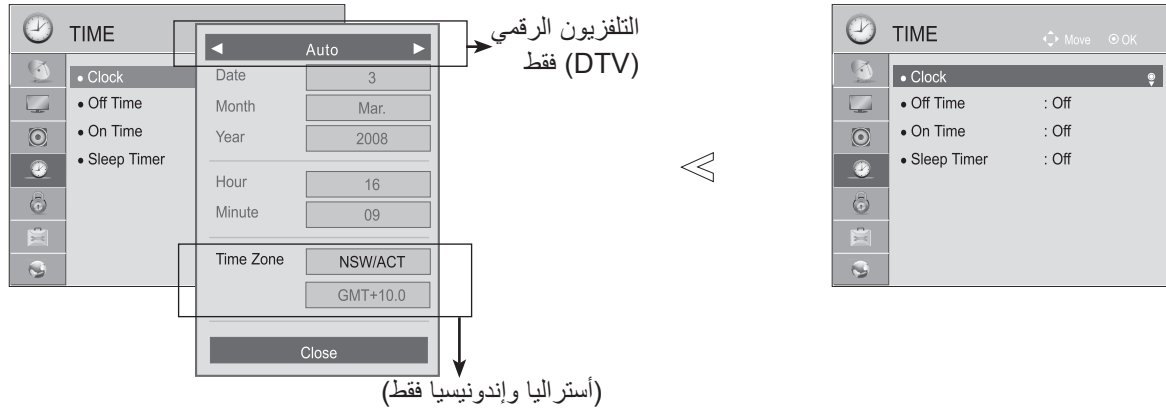 TIME
• Clock
• Off Time
• On Time
• Sleep Timer
◄ Auto ►
Date 3
Month Mar.
Year 2008
Hour 16
Minute 09
Time Zone NSW/ACT
GMT+10.0
Close
التلفزيون الرقمي
(DTV) فقط
(أستراليا وإندونيسيا فقط)
TIME Move OK
• Clock
• Off Time : Off
• On Time : Off
• Sleep Timer : Off